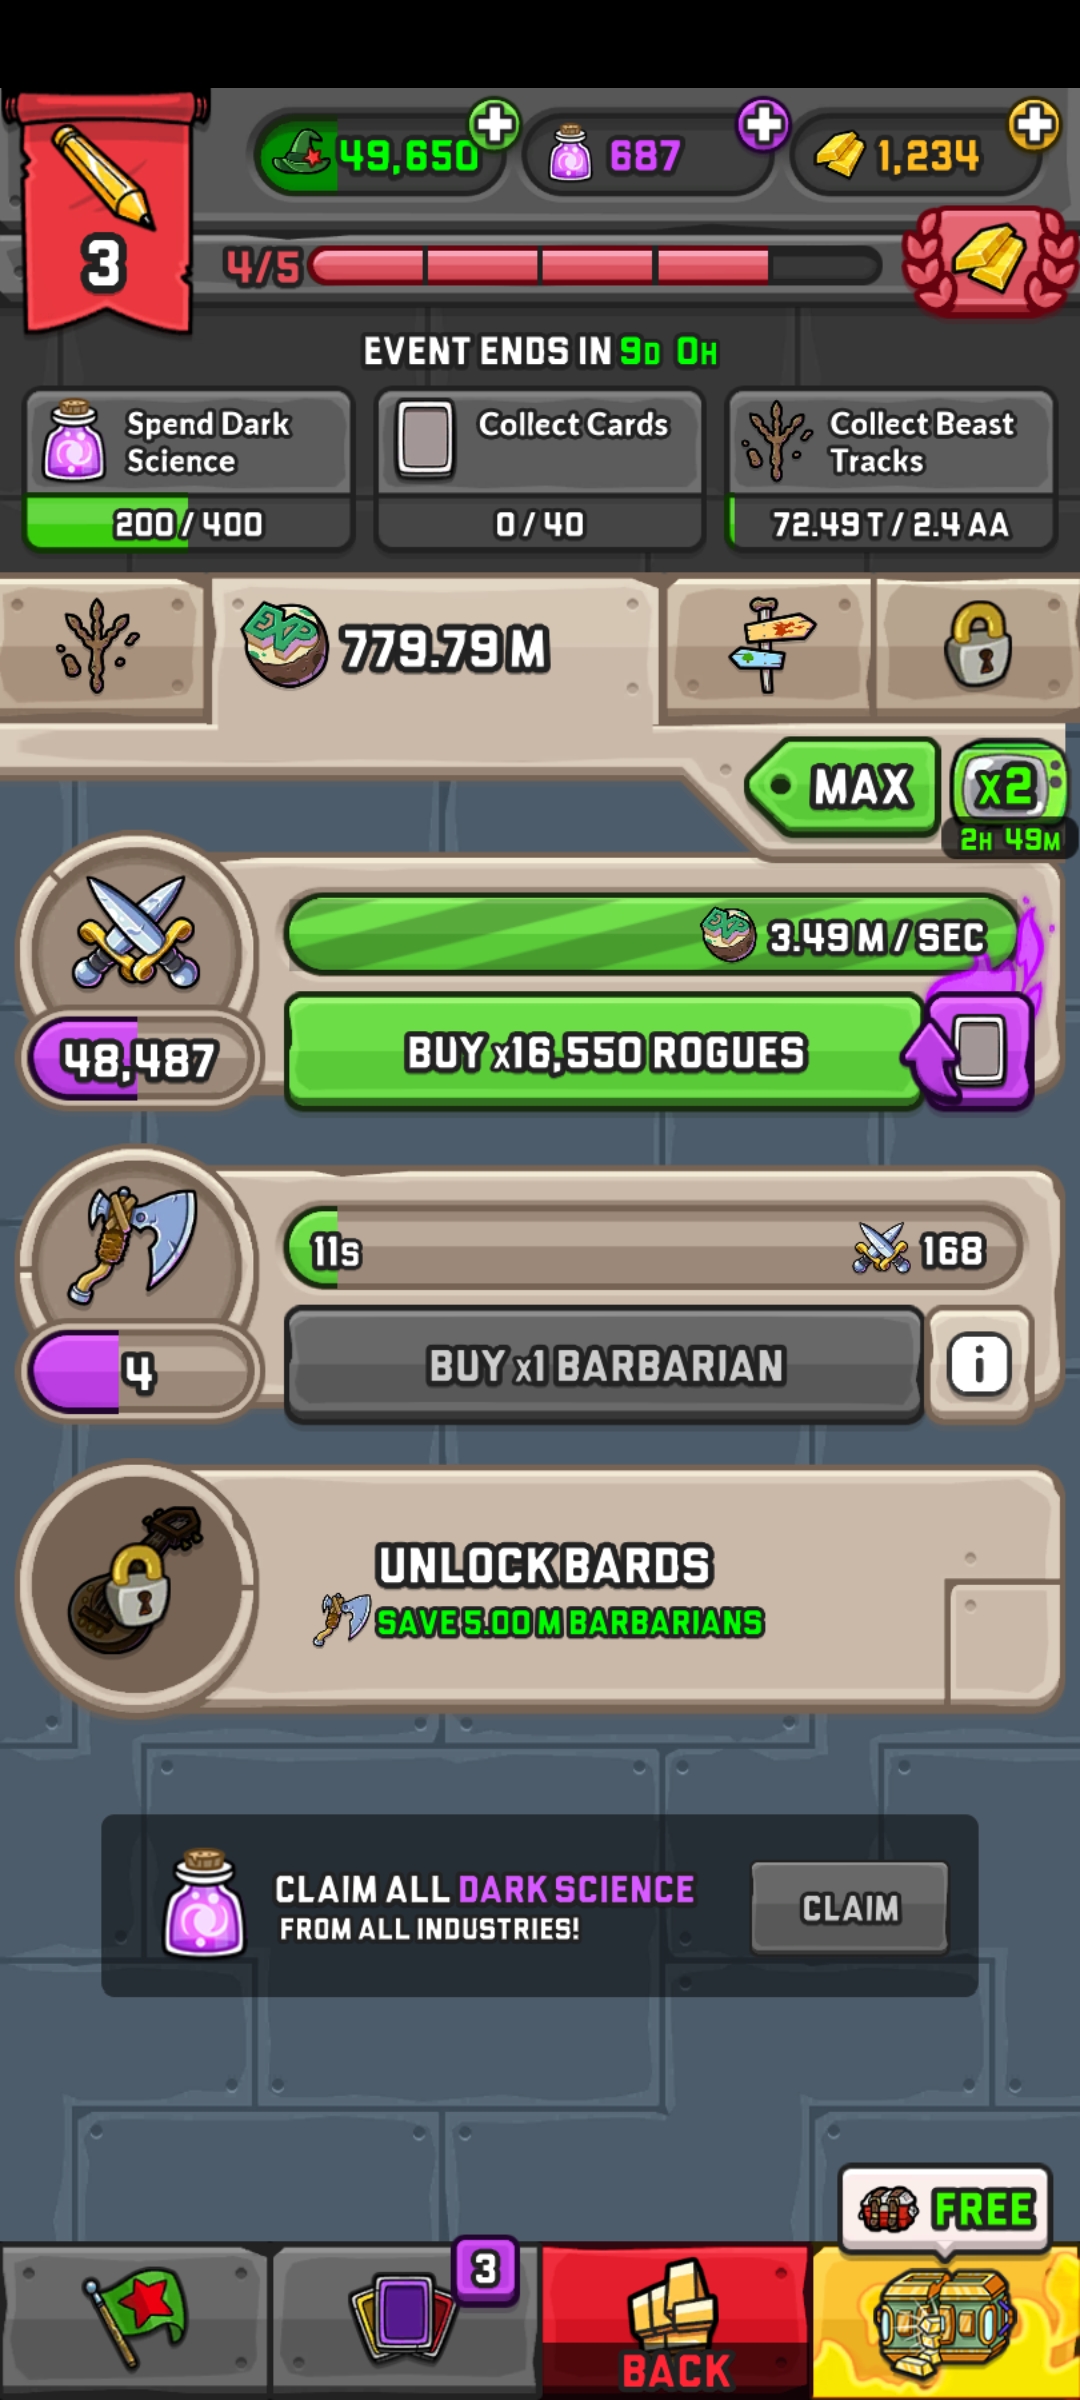 49,650
687
1,234
3
4/5
EVENT ENDS IN 9D 0H
Spend Dark Science
200 / 400
Collect Cards
0 / 40
Collect Beast Tracks
72.49 T / 2.4 AA
EXP
779.79 M
MAX
x2
2H 49M
EXP
3.49 M / SEC
48,487
BUY x16,550 ROGUES
11s
168
4
BUY x1 BARBARIAN
i
UNLOCK BARDS
SAVE 5.00 M BARBARIANS
CLAIM ALL DARK SCIENCE
FROM ALL INDUSTRIES!
CLAIM
FREE
3
BACK